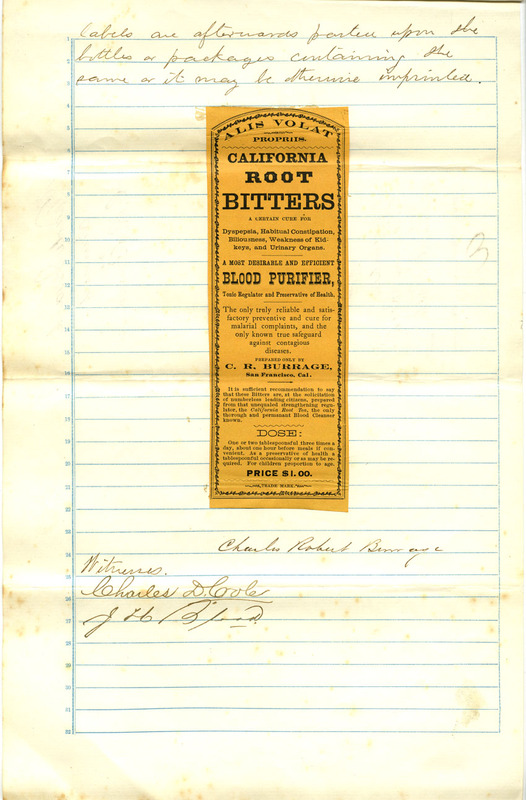 labels are afterwards pasted upon the
bottles or packages containing the
same or it may be otherwise imprinted.
ALIS VOLAT
PROPRIIS.
CALIFORNIA
ROOT
BITTERS
A CERTAIN CURE FOR
Dyspepsia, Habitual Constipation,
Biliousness, Weakness of Kid-
keys, and Urinary Organs.
A MOST DESIRABLE AND EFFICIENT
BLOOD PURIFIER,
Tonic Regulator and Preservative of Health.
The only truly reliable and satis-
factory preventive and cure for
malarial complaints, and the
only known true safeguard
against contagious
diseases.
PREPARED ONLY BY
C. R. BURRAGE,
San Francisco, Cal.
It is sufficient recommendation to say
that these Bitters are, at the solicitation
of numberless leading citizens, prepared
from that unequaled strengthening regu-
lator, the California Root Tea, the only
thorough and permanant Blood Cleanser
known.
DOSE:
One or two tablespoonsful three times a
day, about one hour before meals if con-
venient. As a preservative of health a
tablespoonful occasionally or as may be re-
quired. For children proportion to age.
PRICE $1.00.
TRADE MARK.
Charles Robert Burrage
Witnesses.
Charles D. Cole
J H Blood